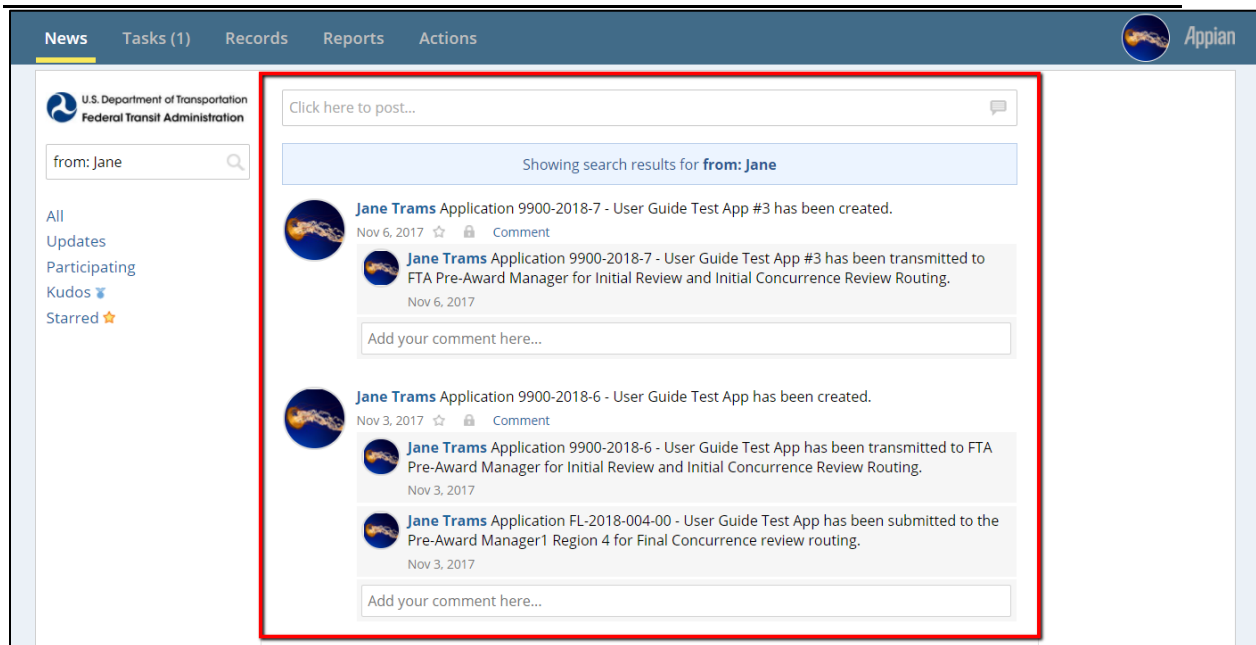 News Tasks (1) Records Reports Actions Appian
U.S. Department of Transportation
Federal Transit Administration
from: Jane
All
Updates
Participating
Kudos
Starred
Click here to post...
Showing search results for from: Jane
Jane Trams Application 9900-2018-7 - User Guide Test App #3 has been created.
Nov 6, 2017 Comment
Jane Trams Application 9900-2018-7 - User Guide Test App #3 has been transmitted to
FTA Pre-Award Manager for Initial Review and Initial Concurrence Review Routing.
Nov 6, 2017
Add your comment here...
Jane Trams Application 9900-2018-6 - User Guide Test App has been created.
Nov 3, 2017 Comment
Jane Trams Application 9900-2018-6 - User Guide Test App has been transmitted to FTA
Pre-Award Manager for Initial Review and Initial Concurrence Review Routing.
Nov 3, 2017
Jane Trams Application FL-2018-004-00 - User Guide Test App has been submitted to the
Pre-Award Manager1 Region 4 for Final Concurrence review routing.
Nov 3, 2017
Add your comment here...